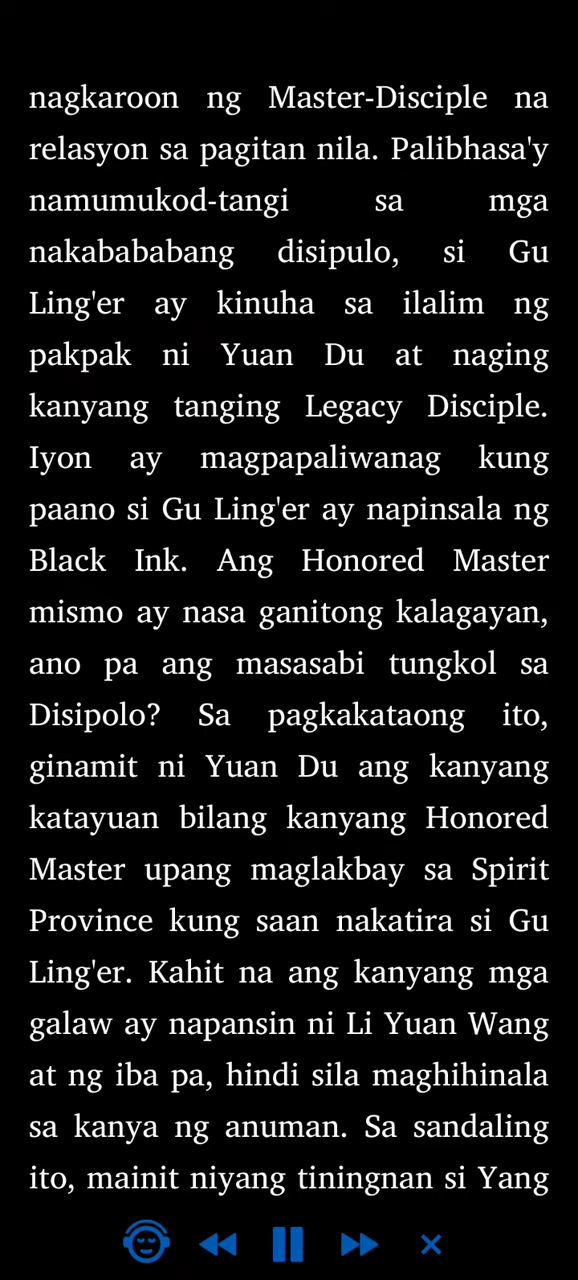 nagkaroon ng Master-Disciple na
relasyon sa pagitan nila. Palibhasa'y
namumukod-tangi sa mga
nakabababang disipulo, si Gu
Ling'er ay kinuha sa ilalim ng
pakpak ni Yuan Du at naging
kanyang tanging Legacy Disciple.
Iyon ay magpapaliwanag kung
paano si Gu Ling'er ay napinsala ng
Black Ink. Ang Honored Master
mismo ay nasa ganitong kalagayan,
ano pa ang masasabi tungkol sa
Disipolo? Sa pagkakataong ito,
ginamit ni Yuan Du ang kanyang
katayuan bilang kanyang Honored
Master upang maglakbay sa Spirit
Province kung saan nakatira si Gu
Ling'er. Kahit na ang kanyang mga
galaw ay napansin ni Li Yuan Wang
at ng iba pa, hindi sila maghihinala
sa kanya ng anuman. Sa sandaling
ito, mainit niyang tiningnan si Yang